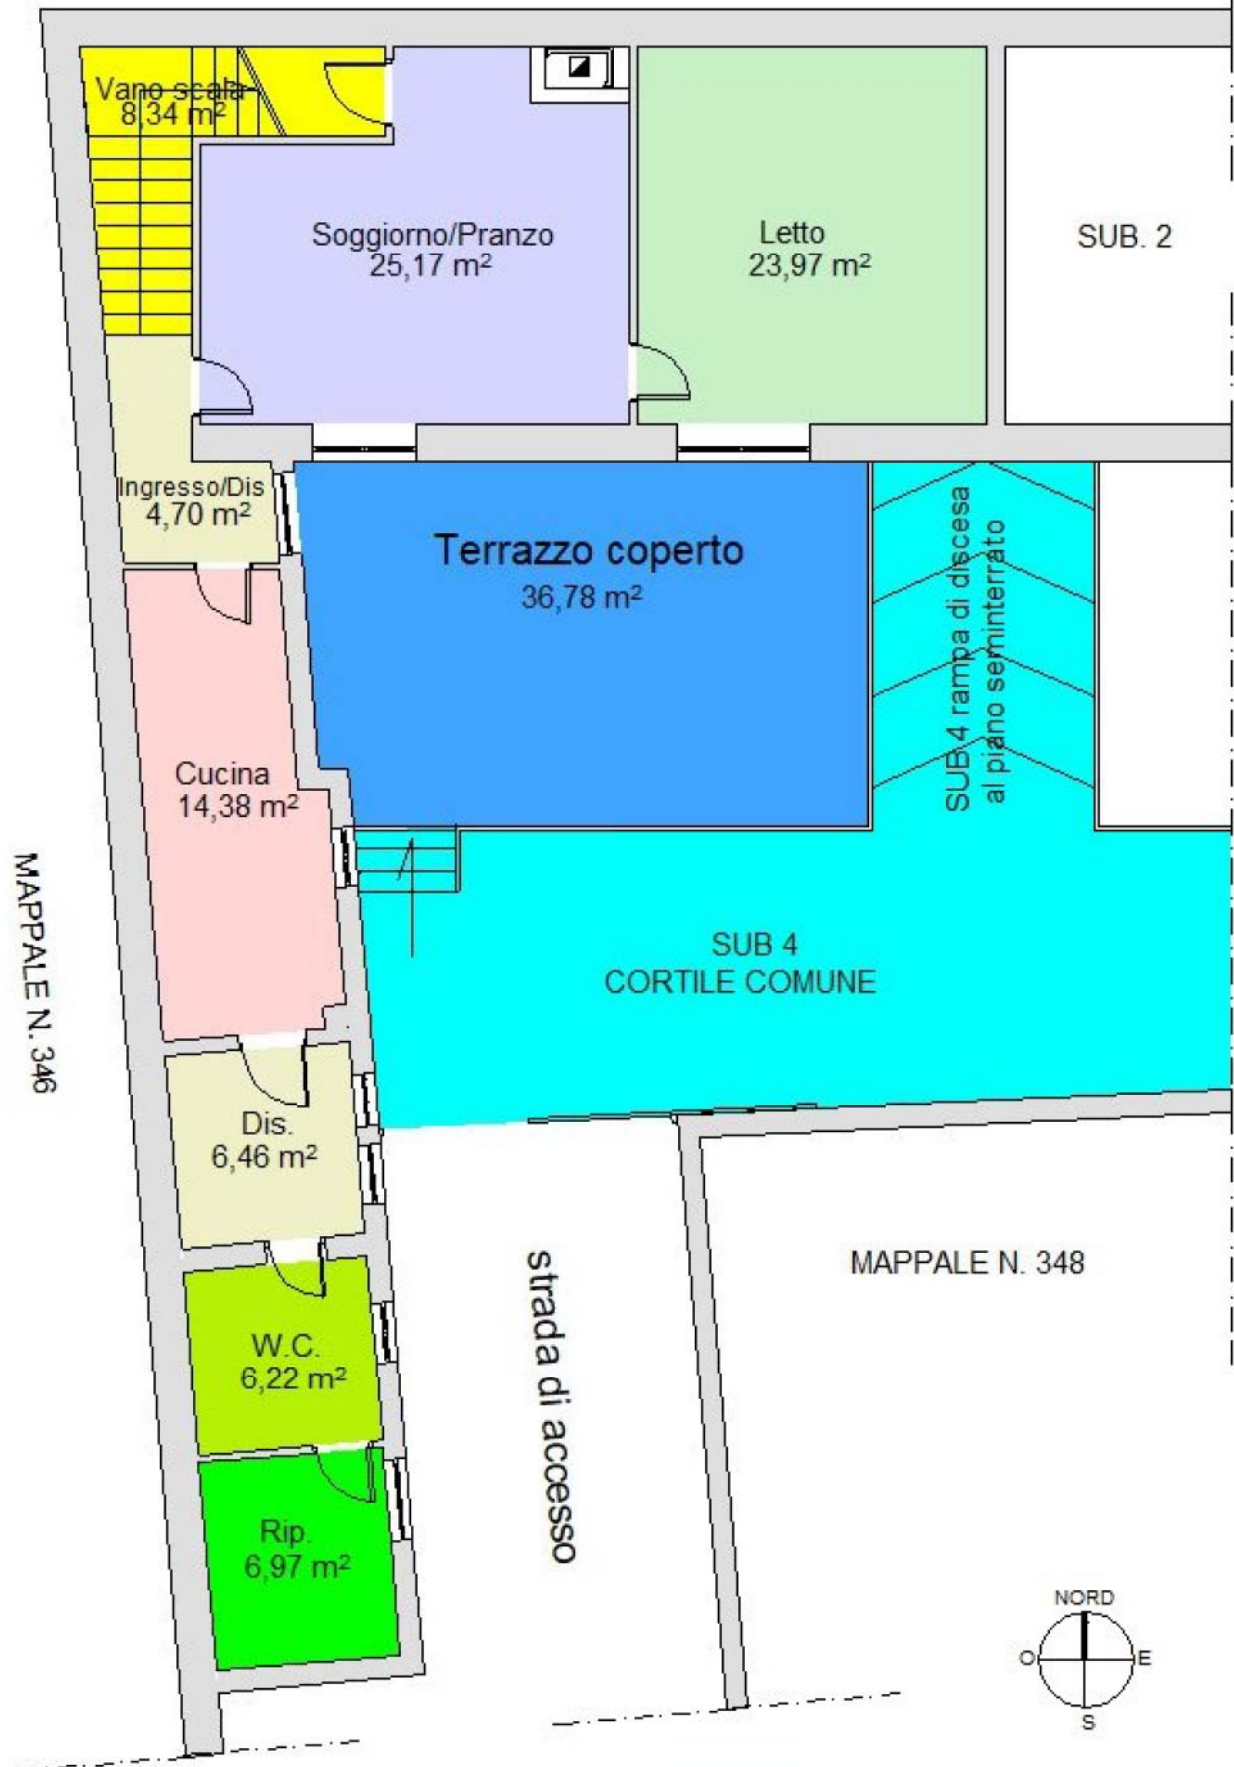 Vano scala
8,34 m²
Soggiorno/Pranzo
25,17 m²
Letto
23,97 m²
SUB. 2
Ingresso/Dis
4,70 m²
Terrazzo coperto
36,78 m²
SUB 4 rampa di discesa
al piano seminterrato
Cucina
14,38 m²
MAPPALE N. 346
SUB 4
CORTILE COMUNE
Dis.
6,46 m²
strada di accesso
MAPPALE N. 348
W.C.
6,22 m²
Rip.
6,97 m²
NORD
O
E
S